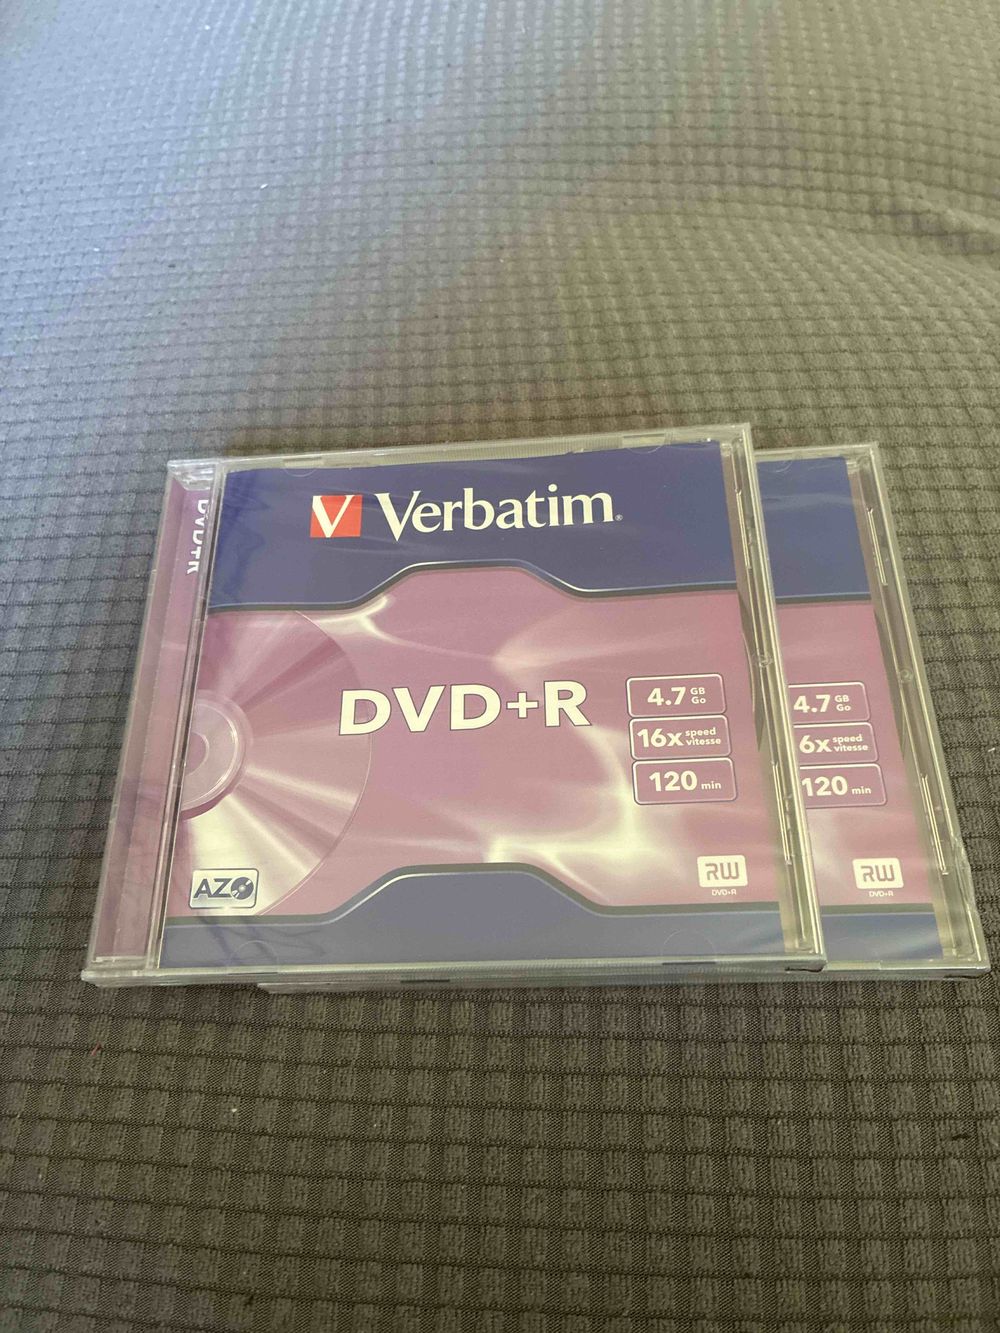 DVD+R
V Verbatim®
DVD+R
4.7 GB Go
16x speed vitesse
120 min
AZO
RW
DVD+R
4.7 GB Go
6x speed vitesse
120 min
RW
DVD+R